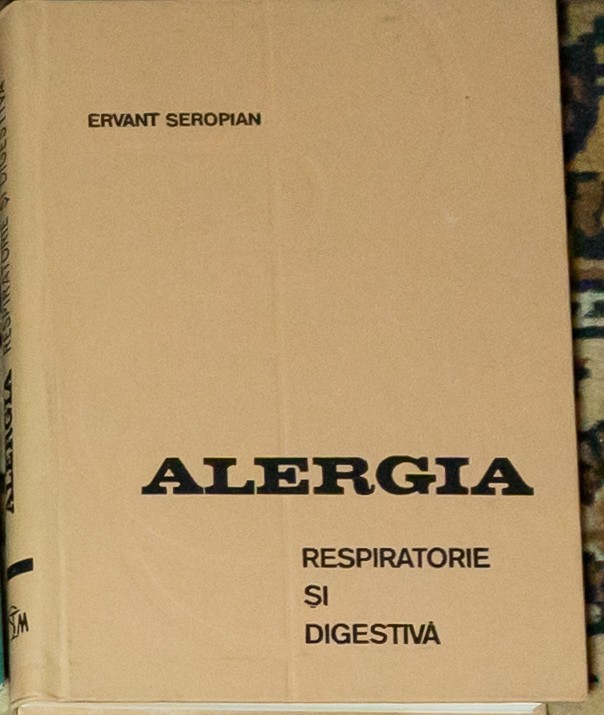 ERVANT SEROPIAN
ALERGIA
RESPIRATORIE
ȘI
DIGESTIVĂ
ALERGIA RESPIRATORIE ȘI DIGESTIVĂ